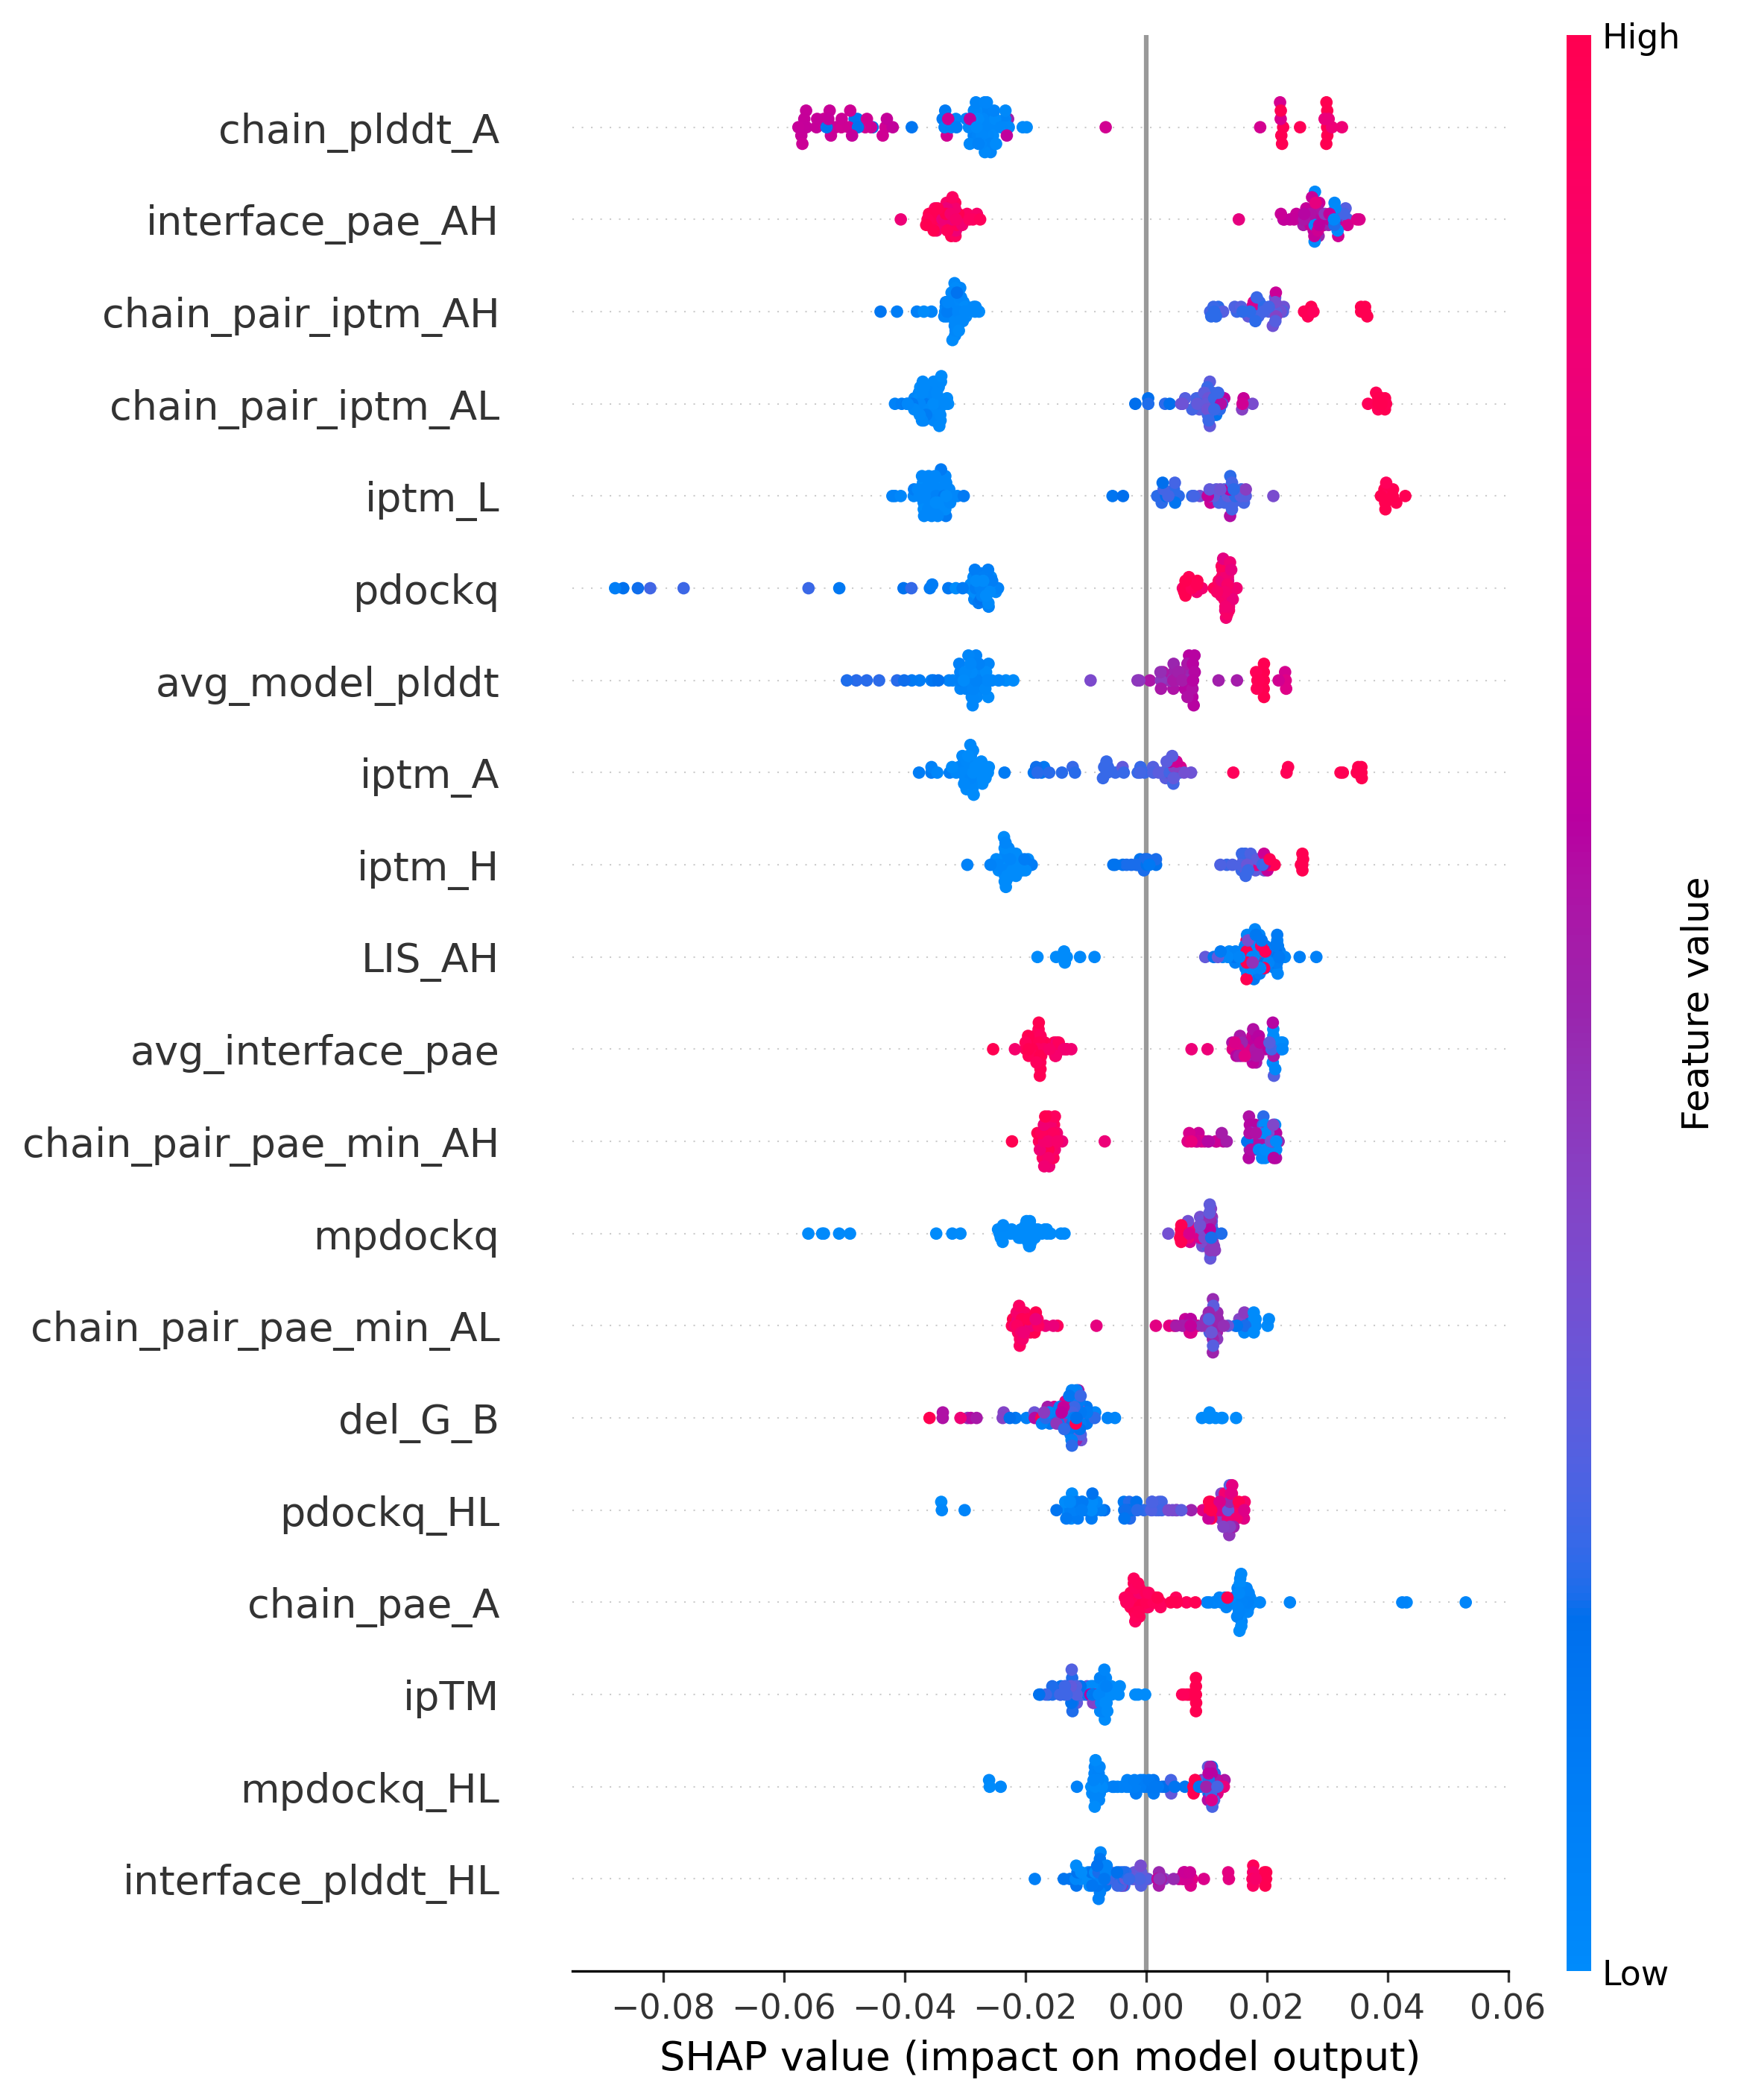 High
chain_plddt_A
interface_pae_AH
chain_pair_iptm_AH
chain_pair_iptm_AL
iptm_L
pdockq
avg_model_plddt
iptm_A
iptm_H
LIS_AH
avg_interface_pae
chain_pair_pae_min_AH
mpdockq
chain_pair_pae_min_AL
del_G_B
pdockq_HL
chain_pae_A
ipTM
mpdockq_HL
interface_plddt_HL
Feature value
Low
−0.08 −0.06 −0.04 −0.02 0.00 0.02 0.04 0.06
SHAP value (impact on model output)